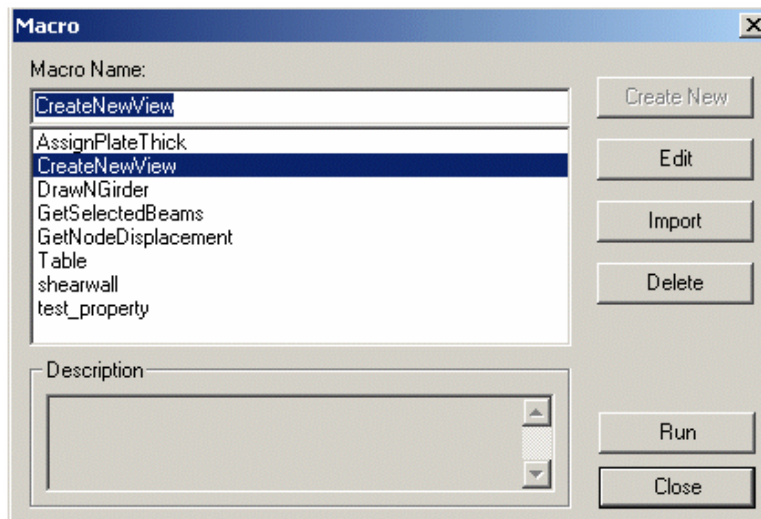 Macro
Macro Name:
CreateNewView
AssignPlateThick
CreateNewView
DrawNGirder
GetSelectedBeams
GetNodeDisplacement
Table
shearwall
test_property
Create New
Edit
Import
Delete
Description
Run
Close